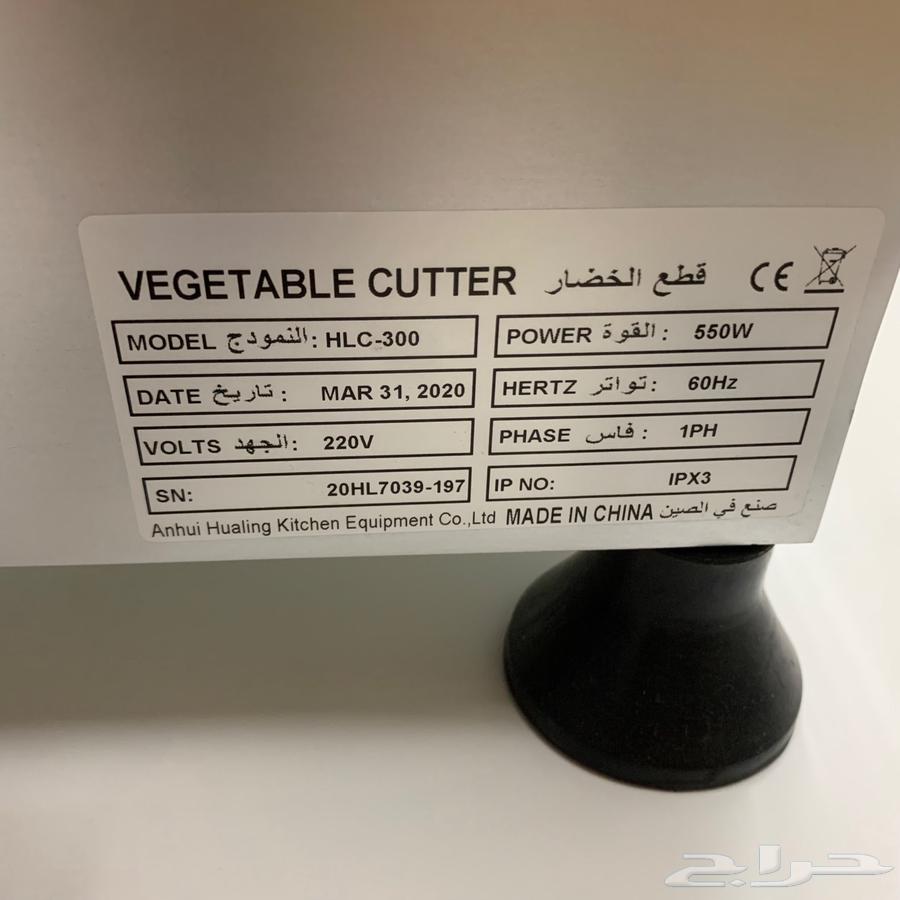 VEGETABLE CUTTER قطع الخضار CE
MODEL النموذج: HLC-300
POWER القوة: 550W
DATE تاريخ: MAR 31, 2020
HERTZ تواتر: 60Hz
VOLTS الجهد: 220V
PHASE فاس: 1PH
SN: 20HL7039-197
IP NO: IPX3
Anhui Hualing Kitchen Equipment Co.,Ltd MADE IN CHINA صنع في الصين
حراج